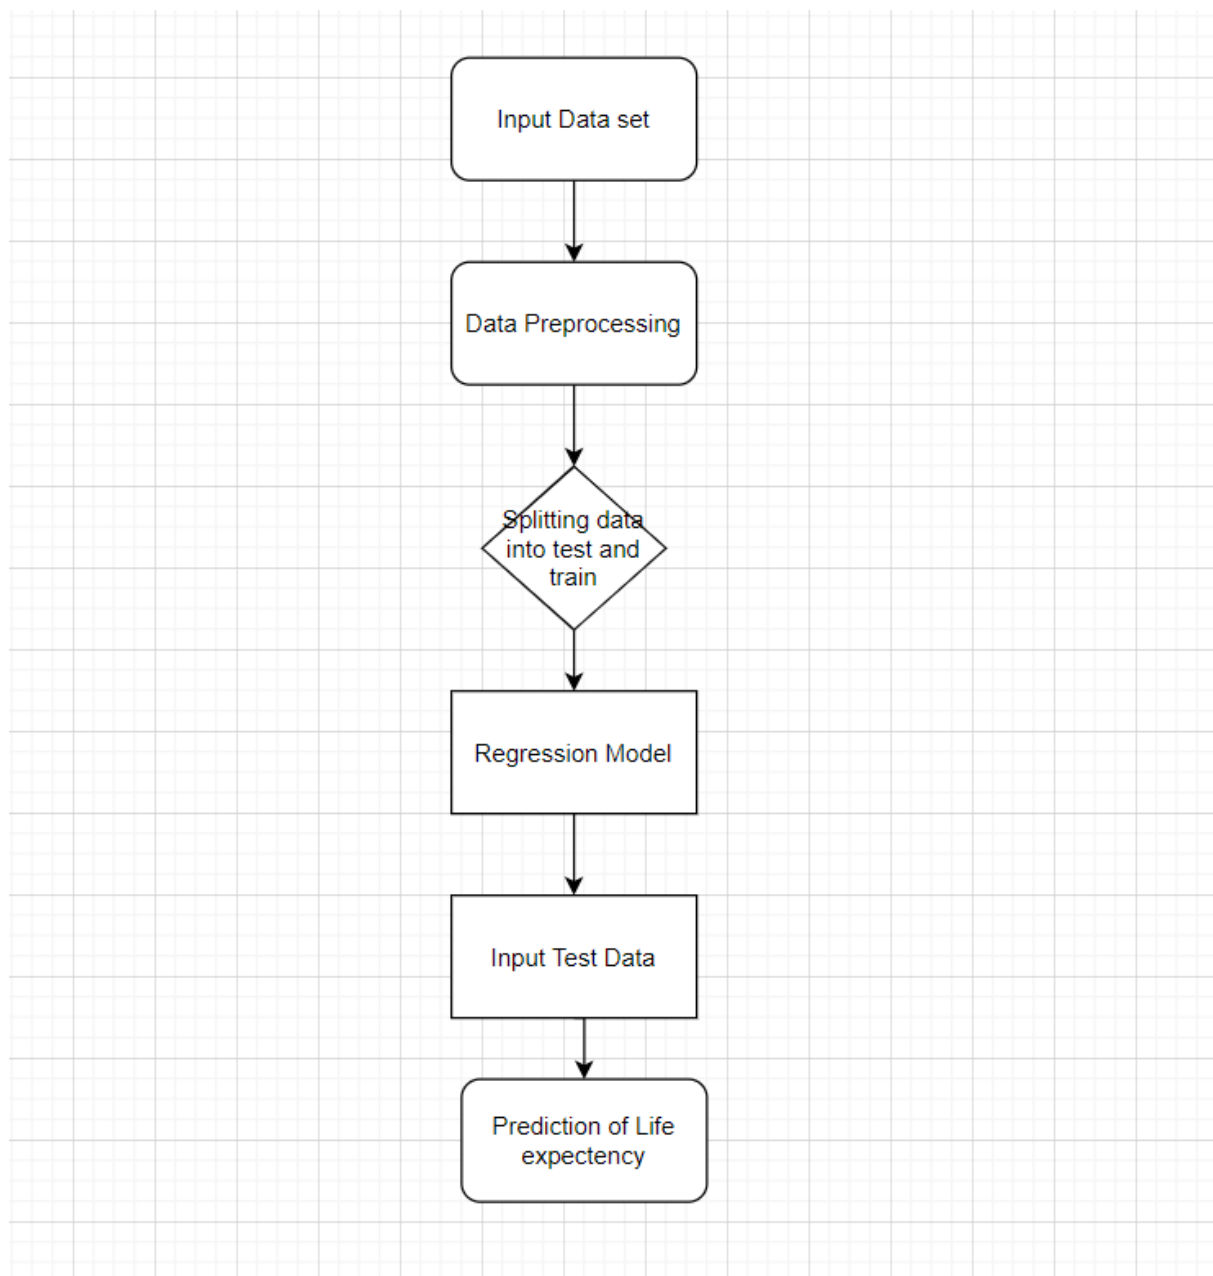 Input Data set
Data Preprocessing
Splitting data
into test and
train
Regression Model
Input Test Data
Prediction of Life
expectency